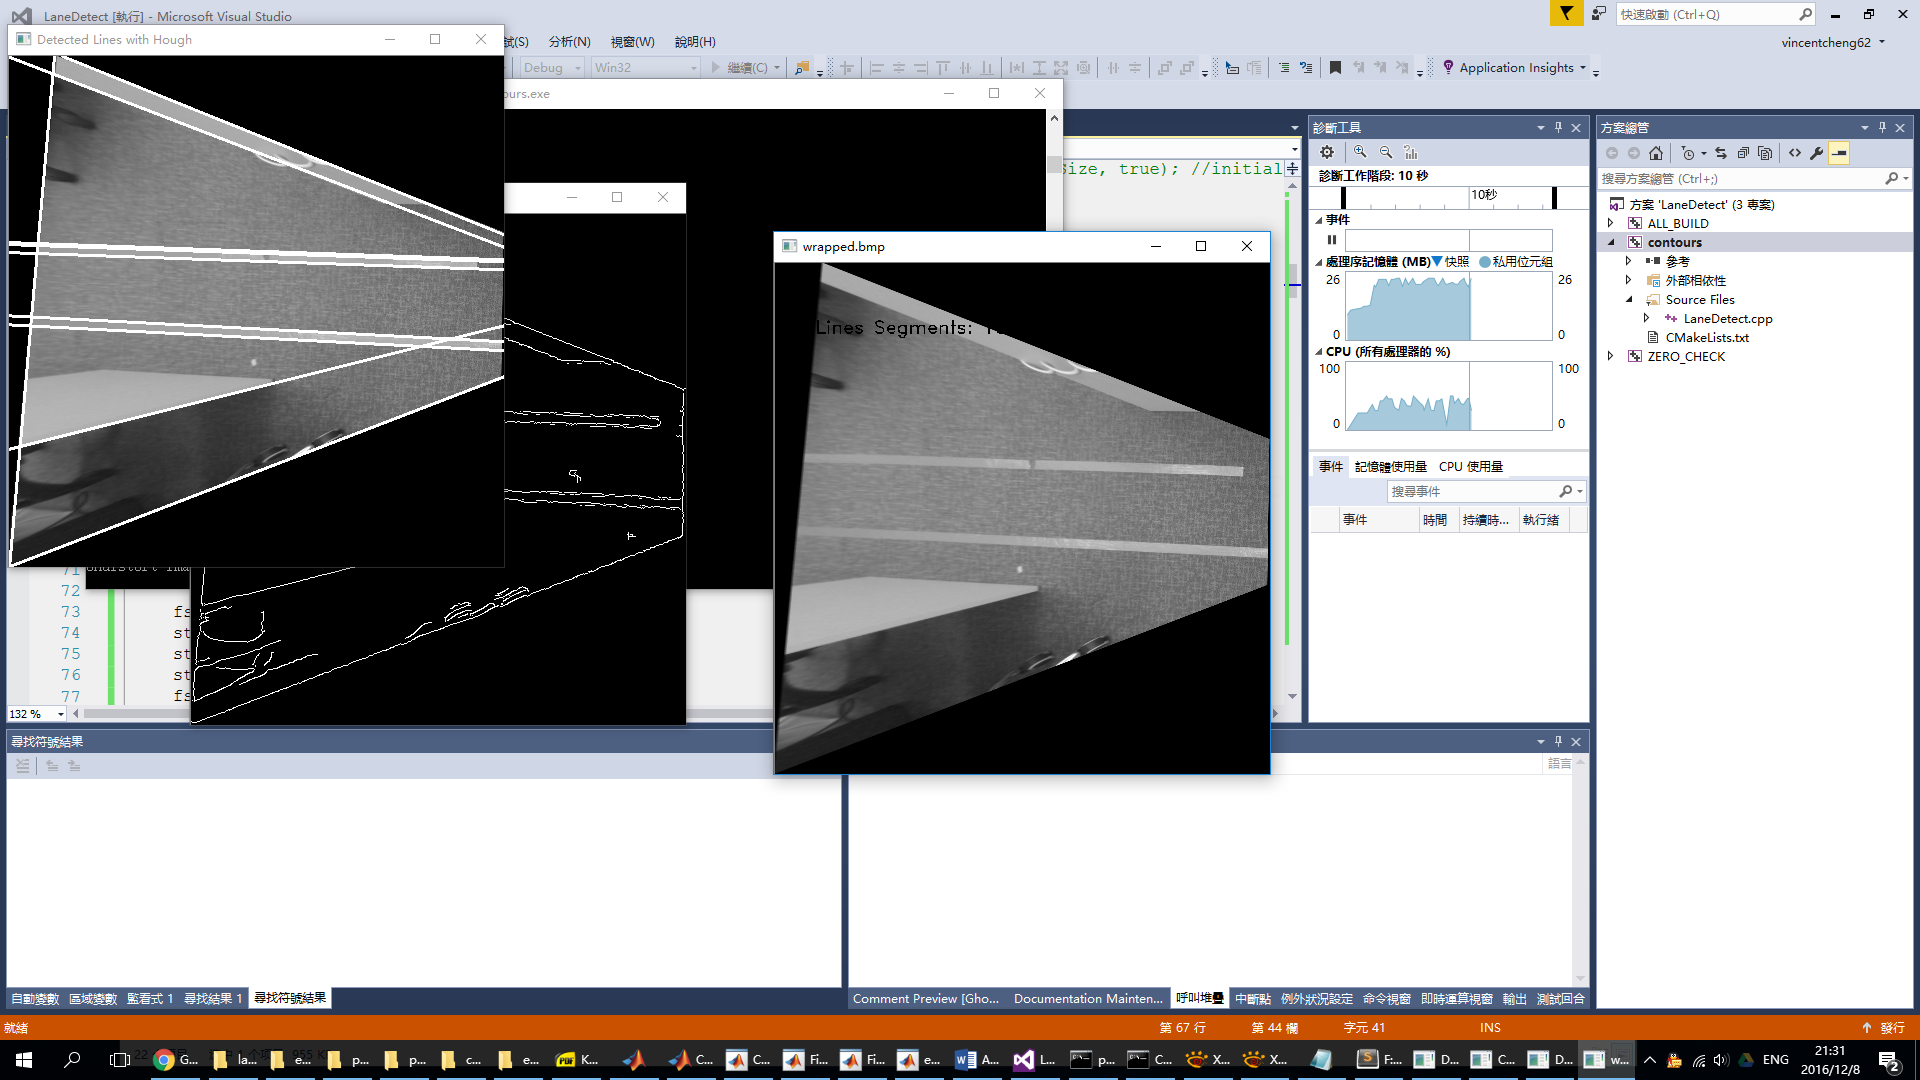 LaneDetect [執行] - Microsoft Visual Studio
快速啟動 (Ctrl+Q)
Detected Lines with Hough
試(S)
分析(N)
視窗(W)
說明(H)
vincentcheng62
Debug
Win32
繼續(C)
Application Insights
ours.exe
Size, true); //initial
wrapped.bmp
Lines Segments:
診斷工具
診斷工作階段: 10 秒
10秒
事件
處理序記憶體 (MB)
快照
私用位元組
26
26
0
0
CPU (所有處理器的 %)
100
100
0
0
事件
記憶體使用量
CPU 使用量
搜尋事件
事件
時間
持續時...
執行緒
方案總管
搜尋方案總管 (Ctrl+;)
方案 'LaneDetect' (3 專案)
ALL_BUILD
contours
參考
外部相依性
Source Files
LaneDetect.cpp
CMakeLists.txt
ZERO_CHECK
71
72
73 fs
74 st
75 st
76 st
77 fs
132 %
尋找符號結果
語言
自動變數
區域變數
監看式 1
尋找結果 1
尋找符號結果
Comment Preview [Gho...
Documentation Mainten...
呼叫堆疊
中斷點
例外狀況設定
命令視窗
即時運算視窗
輸出
測試回合
就緒
第 67 行
第 44 欄
字元 41
INS
發行
G...
la...
e...
p...
p...
c...
e...
K...
C...
C...
Fi...
Fi...
e...
A...
L...
p...
C...
X...
X...
F:...
D...
C...
D...
w...
ENG
21:31
2016/12/8
2